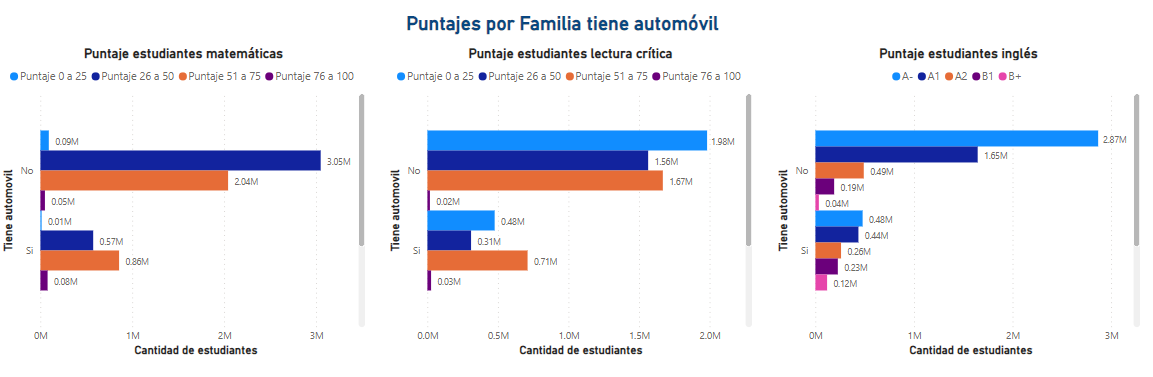 Puntajes por Familia tiene automóvil
Puntaje estudiantes matemáticas
Puntaje 0 a 25 Puntaje 26 a 50 Puntaje 51 a 75 Puntaje 76 a 100
Tiene automovil
No
0.09M
3.05M
2.04M
0.05M
Si
0.01M
0.57M
0.86M
0.08M
0M 1M 2M 3M
Cantidad de estudiantes
Puntaje estudiantes lectura crítica
Puntaje 0 a 25 Puntaje 26 a 50 Puntaje 51 a 75 Puntaje 76 a 100
Tiene automovil
No
1.98M
1.56M
1.67M
0.02M
Si
0.48M
0.31M
0.71M
0.03M
0.0M 0.5M 1.0M 1.5M 2.0M
Cantidad de estudiantes
Puntaje estudiantes inglés
A- A1 A2 B1 B+
Tiene automovil
No
2.87M
1.65M
0.49M
0.19M
0.04M
Si
0.48M
0.44M
0.26M
0.23M
0.12M
0M 1M 2M 3M
Cantidad de estudiantes